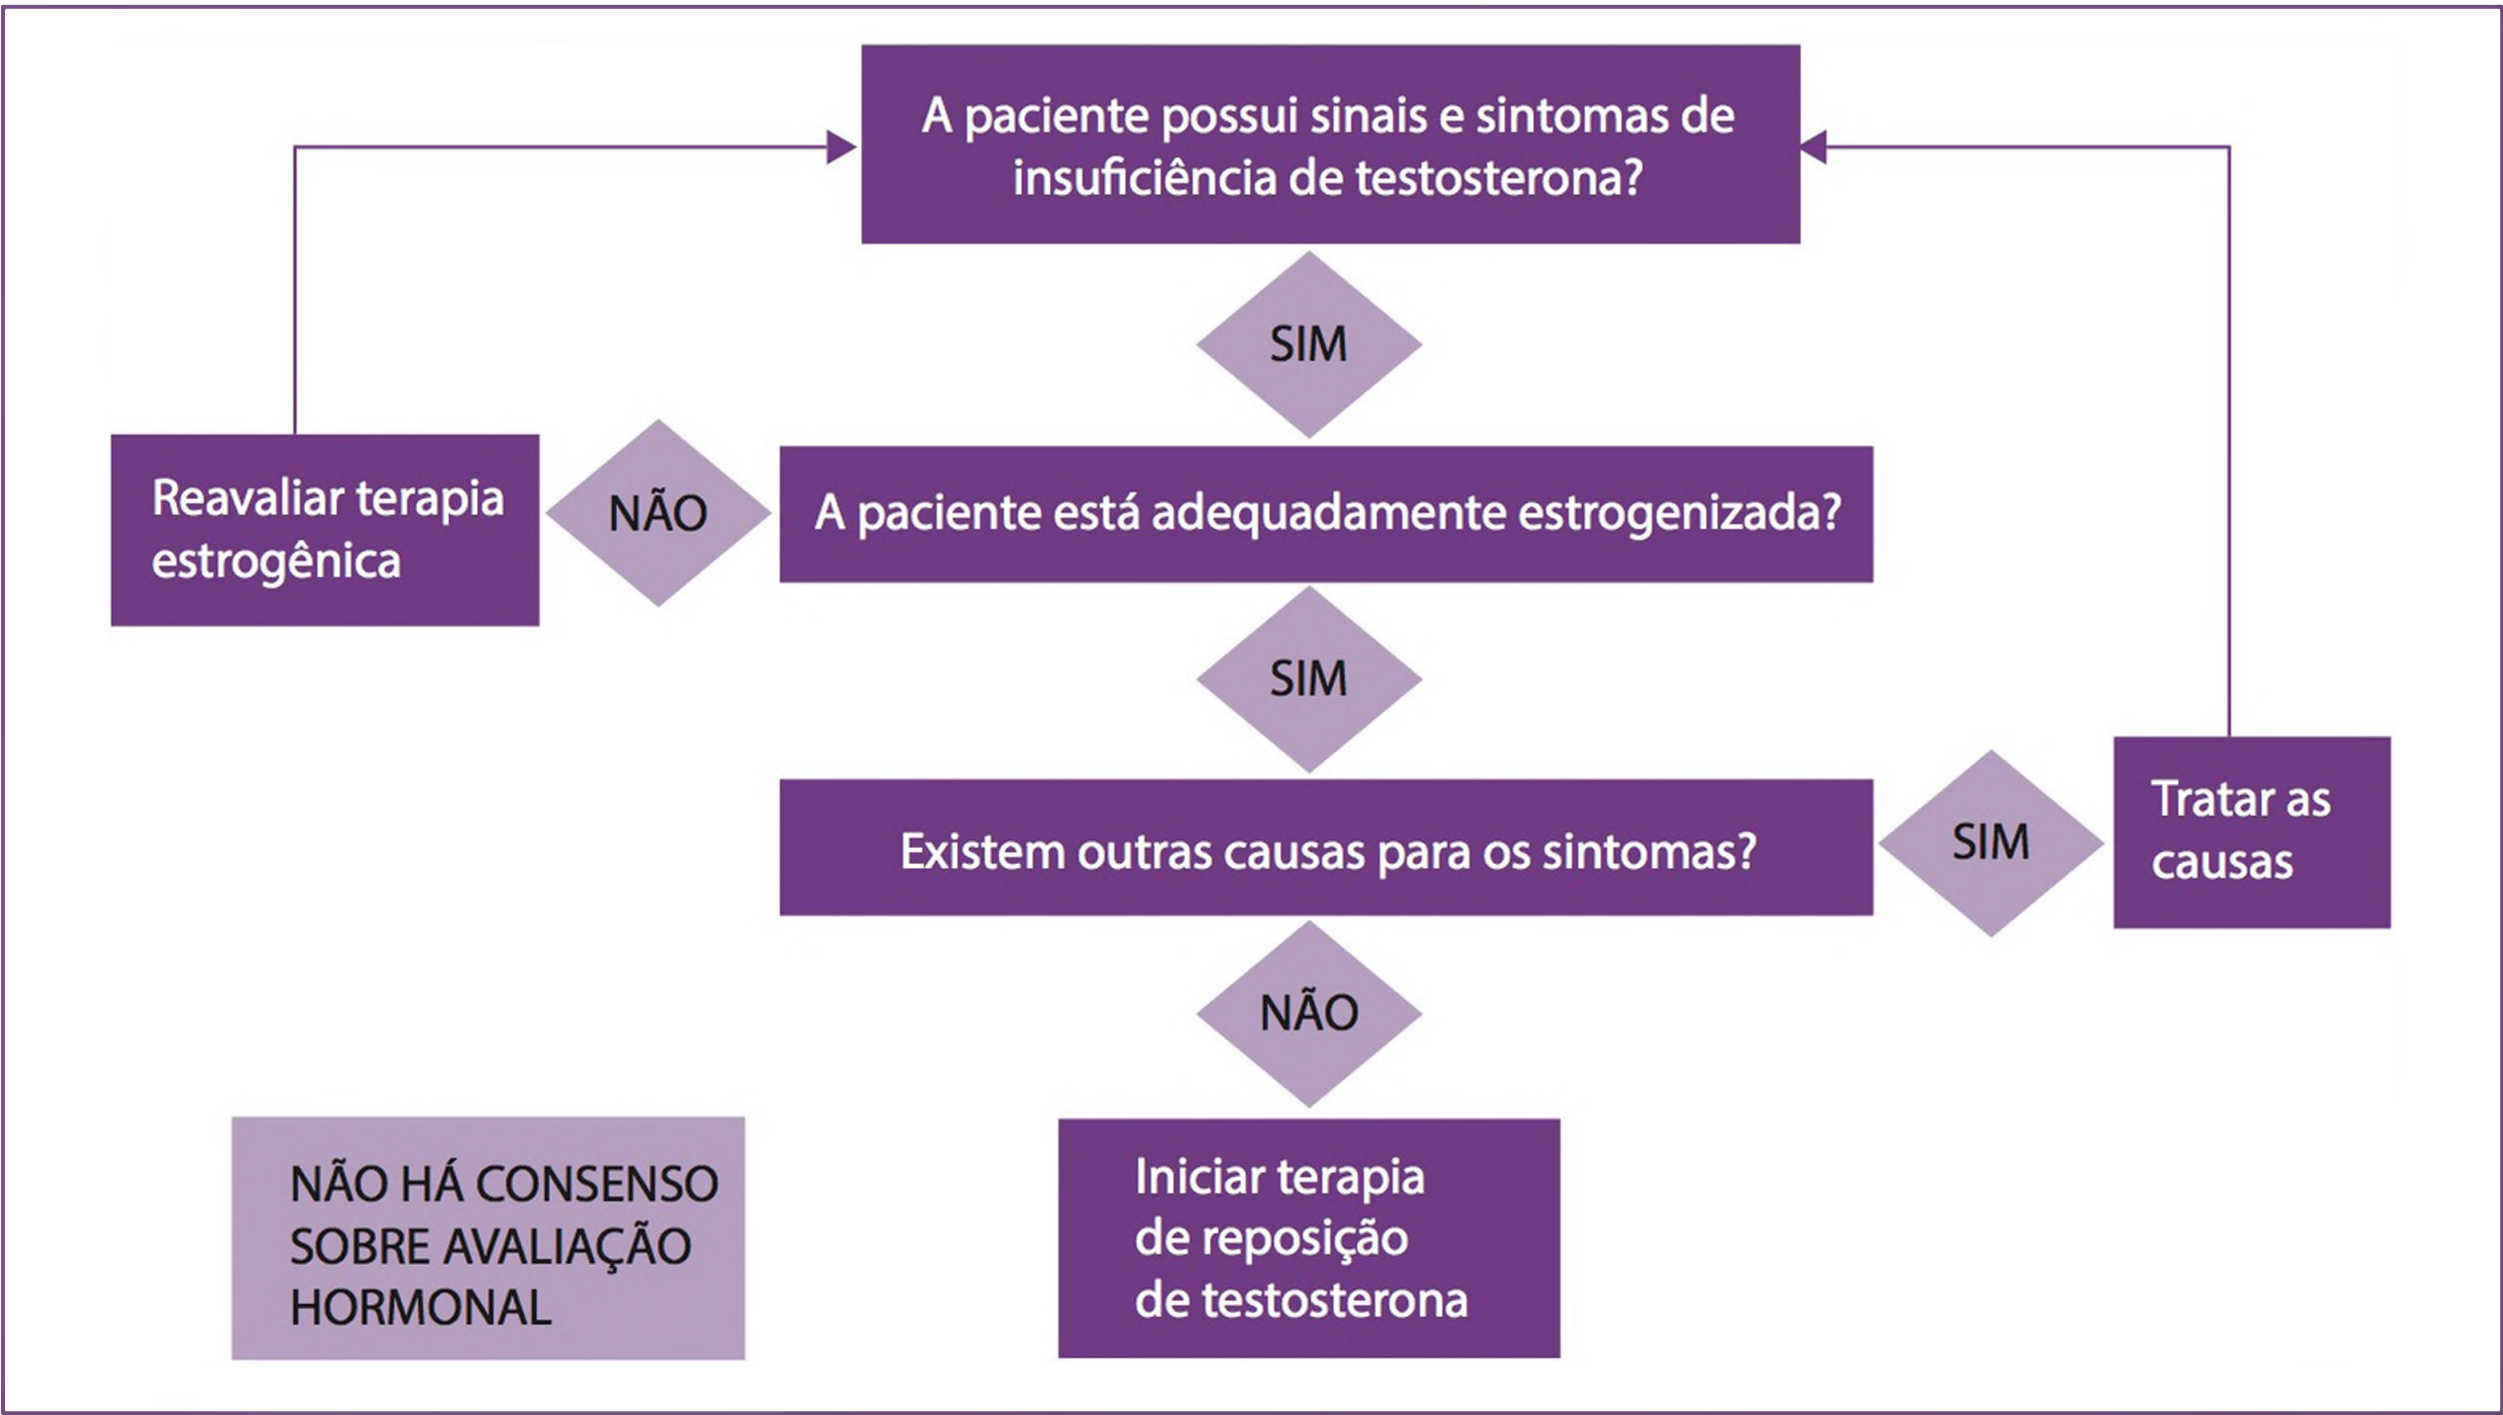 A paciente possui sinais e sintomas de
insuficiência de testosterona?
SIM
Reavaliar terapia
estrogênica
NÃO
A paciente está adequadamente estrogenizada?
SIM
Existem outras causas para os sintomas?
SIM
Tratar as
causas
NÃO
NÃO HÁ CONSENSO
SOBRE AVALIAÇÃO
HORMONAL
Iniciar terapia
de reposição
de testosterona